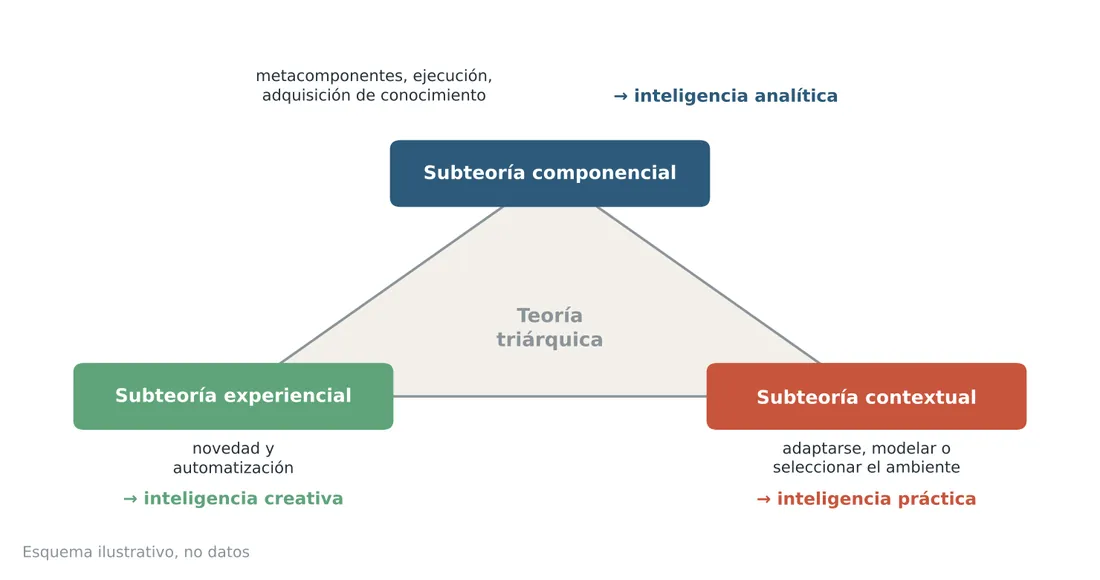 metacomponentes, ejecución,
adquisición de conocimiento
→ inteligencia analítica
Subteoría componencial
Teoría
triárquica
Subteoría experiencial
novedad y
automatización
→ inteligencia creativa
Subteoría contextual
adaptarse, modelar o
seleccionar el ambiente
→ inteligencia práctica
Esquema ilustrativo, no datos